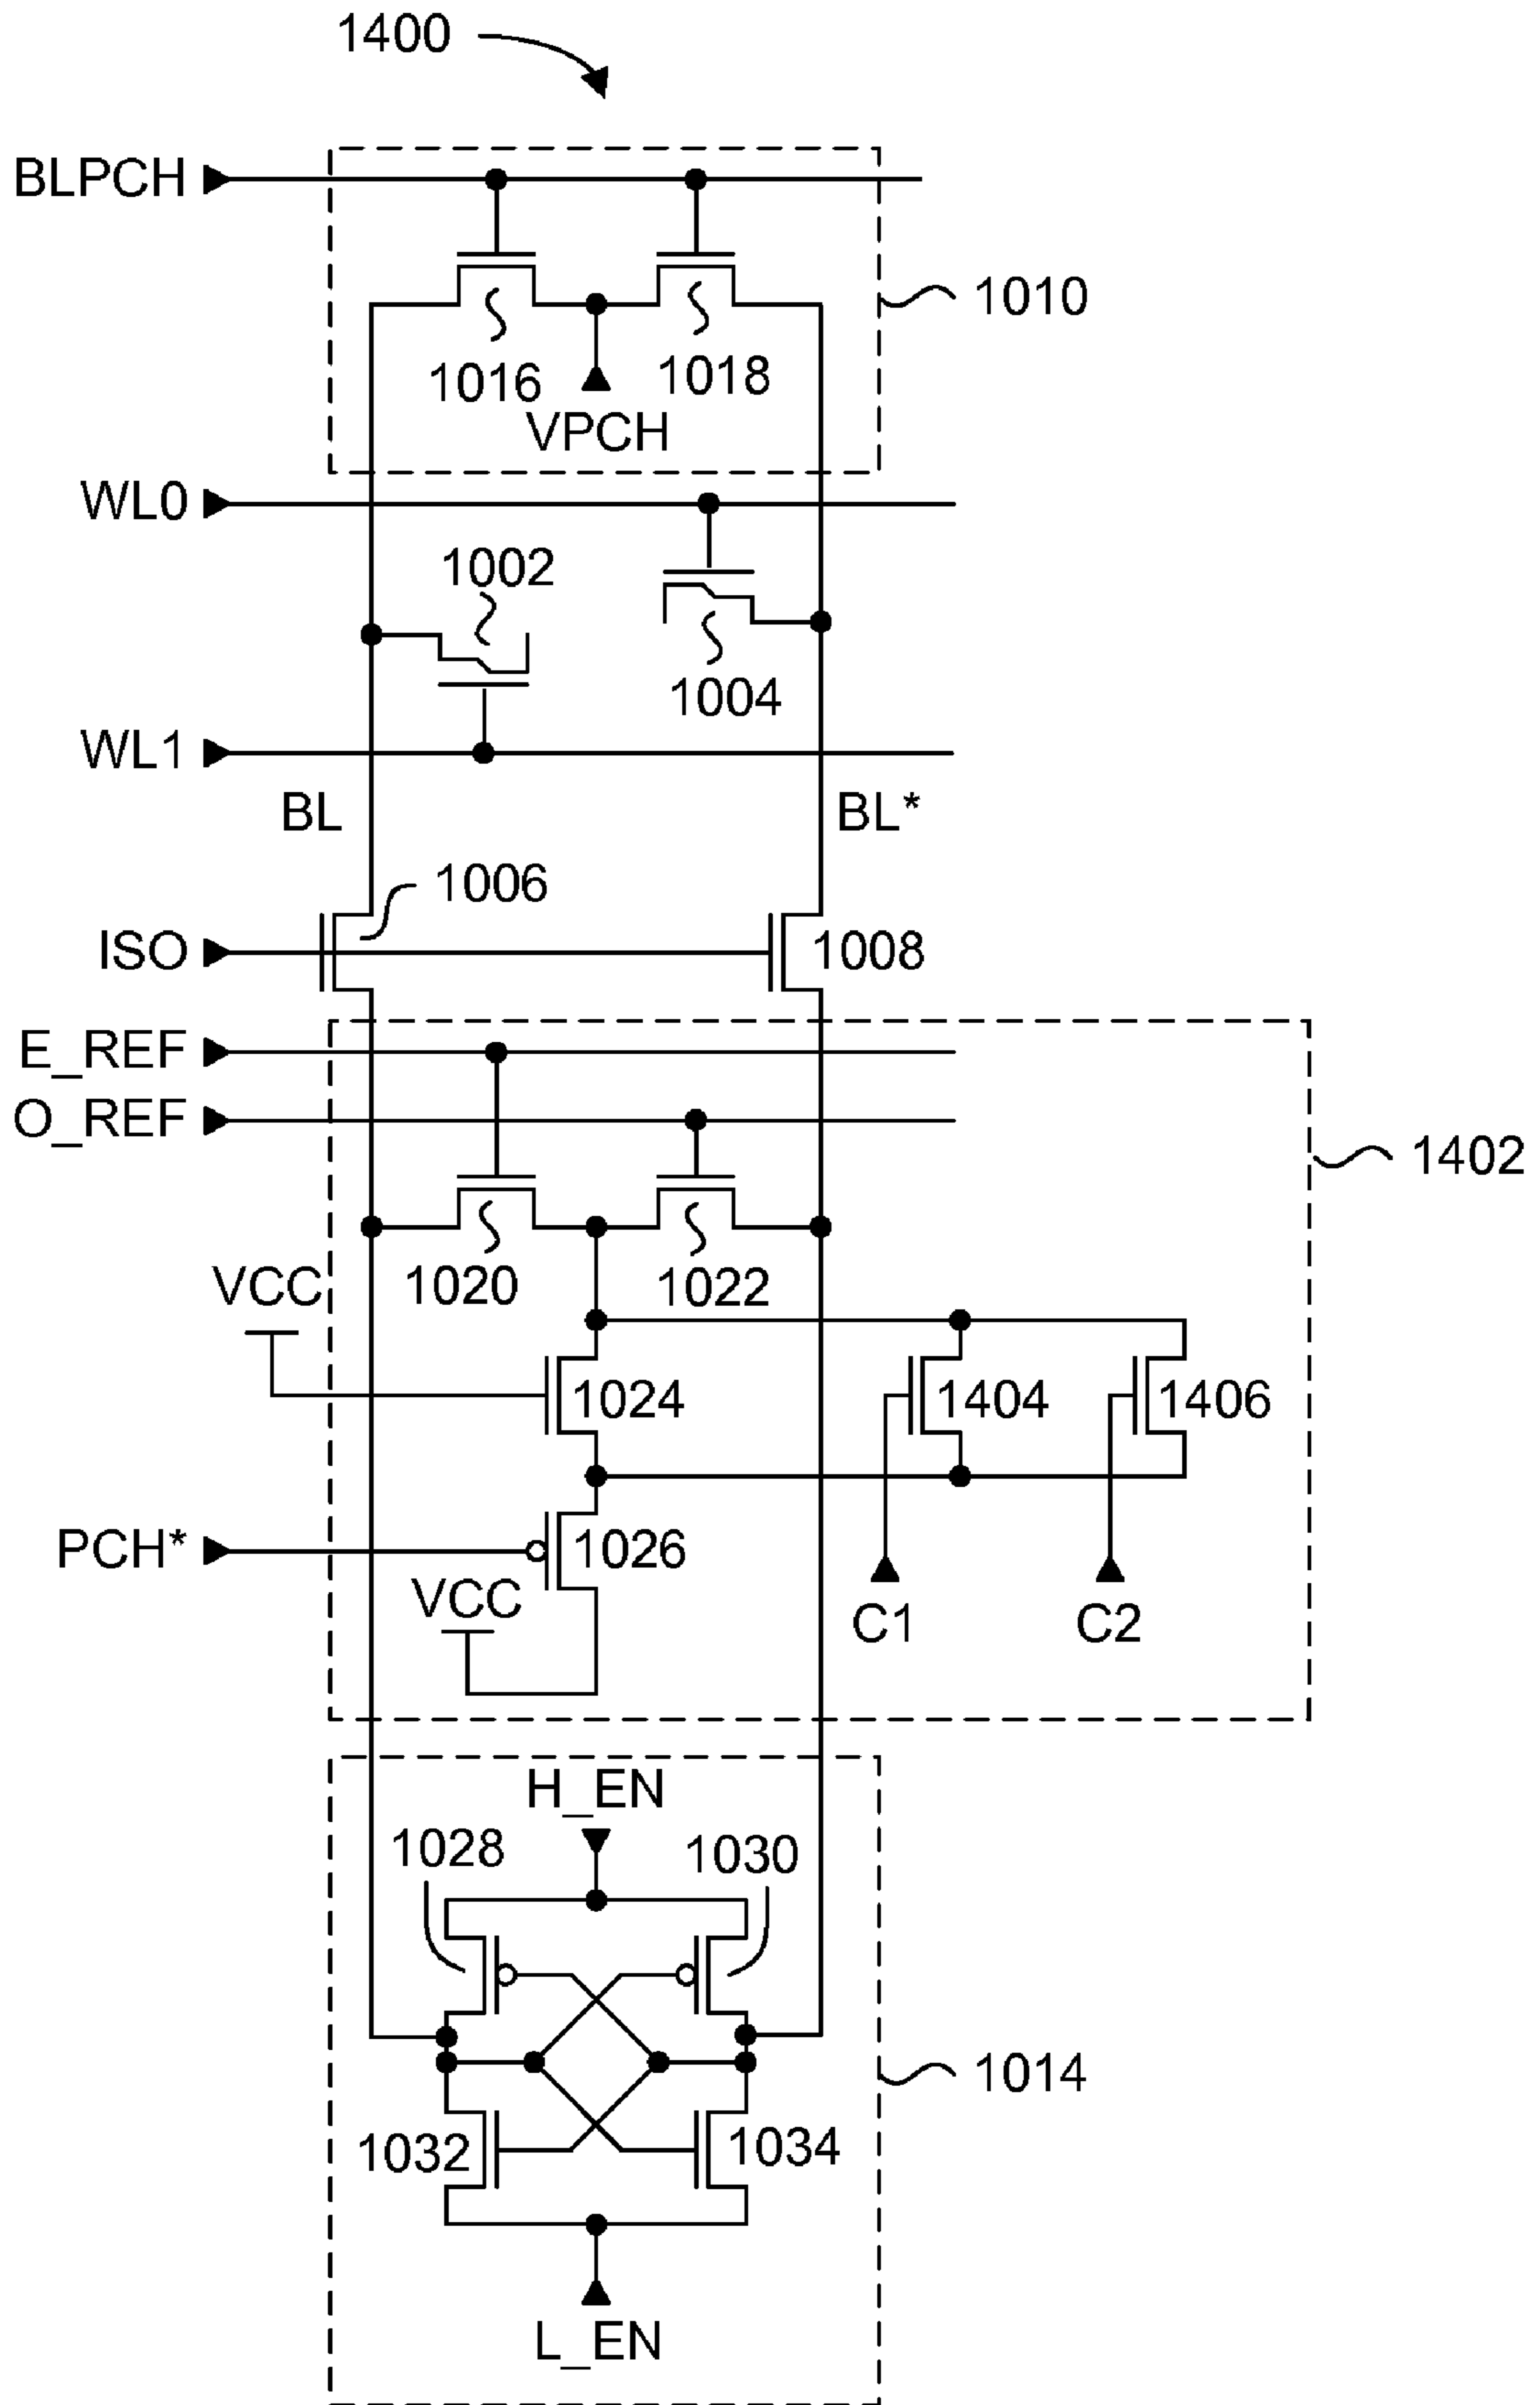 1400
BLPCH
1010
1016
1018
VPCH
WL0
1002
1004
WL1
BL
BL*
1006
ISO
1008
E_REF
O_REF
1402
1020
1022
VCC
1024
1404
1406
PCH*
1026
VCC
C1
C2
H_EN
1028
1030
1014
1032
1034
L_EN